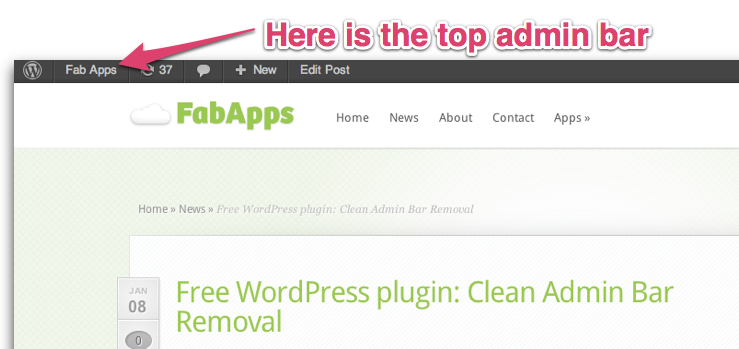 Here is the top admin bar
Fab Apps 37 + New Edit Post
FabApps Home News About Contact Apps »
Home » News » Free WordPress plugin: Clean Admin Bar Removal
JAN
08
Free WordPress plugin: Clean Admin Bar
Removal
0